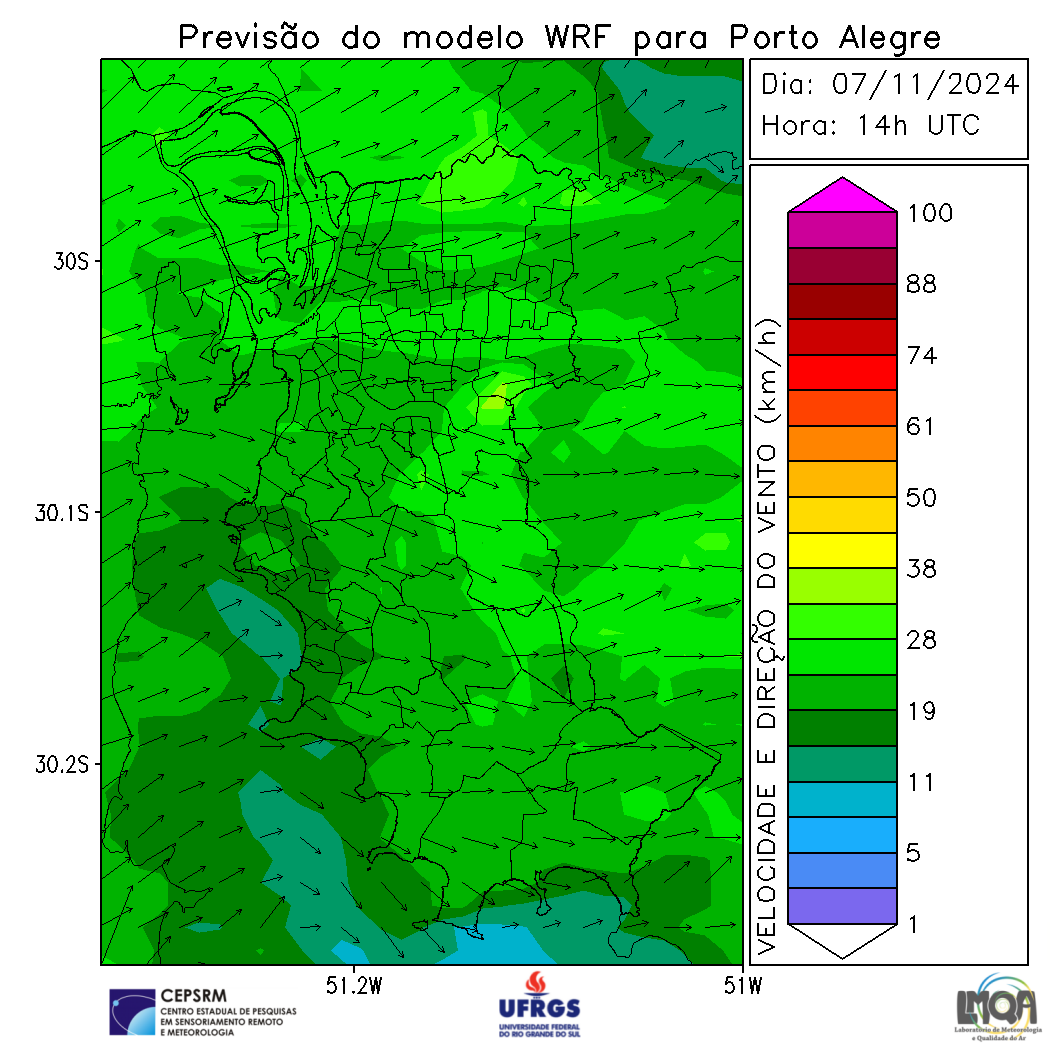 Previsão do modelo WRF para Porto Alegre
Dia: 07/11/2024
Hora: 14h UTC
30S
30.1S
30.2S
51.2W
51W
VELOCIDADE E DIREÇÃO DO VENTO (km/h)
100
88
74
61
50
38
28
19
11
5
1
CEPSRM
CENTRO ESTADUAL DE PESQUISAS
EM SENSORIAMENTO REMOTO
E METEOROLOGIA
UFRGS
UNIVERSIDADE FEDERAL
DO RIO GRANDE DO SUL
LMQA
Laboratório de Meteorologia
e Qualidade do Ar